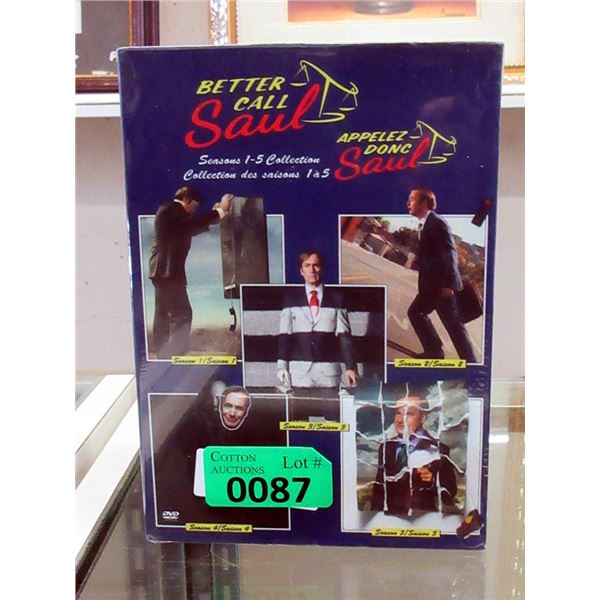 BETTER
CALL
Saul
APPELEZ
DONC
Saul
Seasons 1-5 Collection
Collection des saisons 1 à 5
Season 1/Saison 1
Season 2/Saison 2
Season 3/Saison 3
COTTON
AUCTIONS
Lot #
0087
DVD
Season 4/Saison 4
Season 5/Saison 5